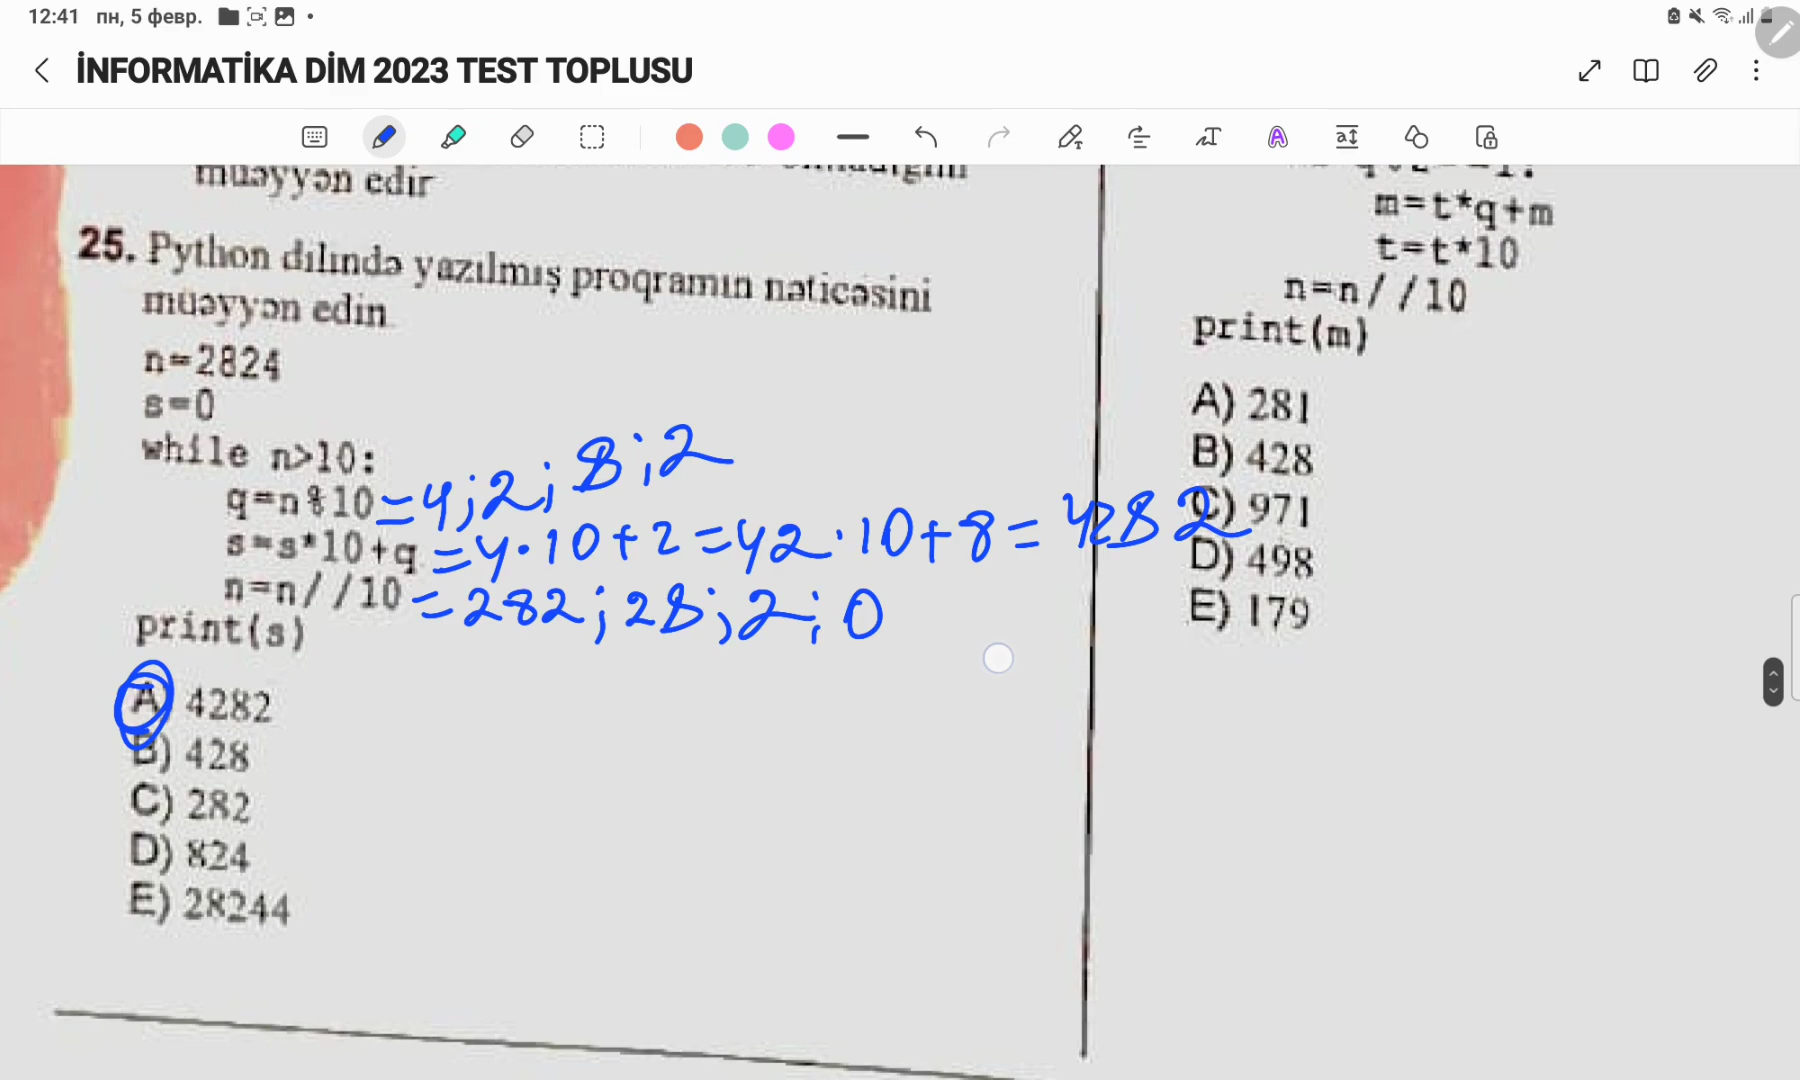 12:41 пн, 5 февр.
İNFORMATİKA DİM 2023 TEST TOPLUSU
müəyyən edir
25. Python dilində yazılmış proqramın nəticəsini
müəyyən edin.
n=2824
s=0
while n>10:
q=n%10 =4;2;8;2
s=s*10+q =4·10+2=42·10+8=4282
n=n//10 =282;28;2;0
print(s)
A) 4282
B) 428
C) 282
D) 824
E) 28244
m=t*q+m
t=t*10
n=n//10
print(m)
A) 281
B) 428
C) 971
D) 498
E) 179